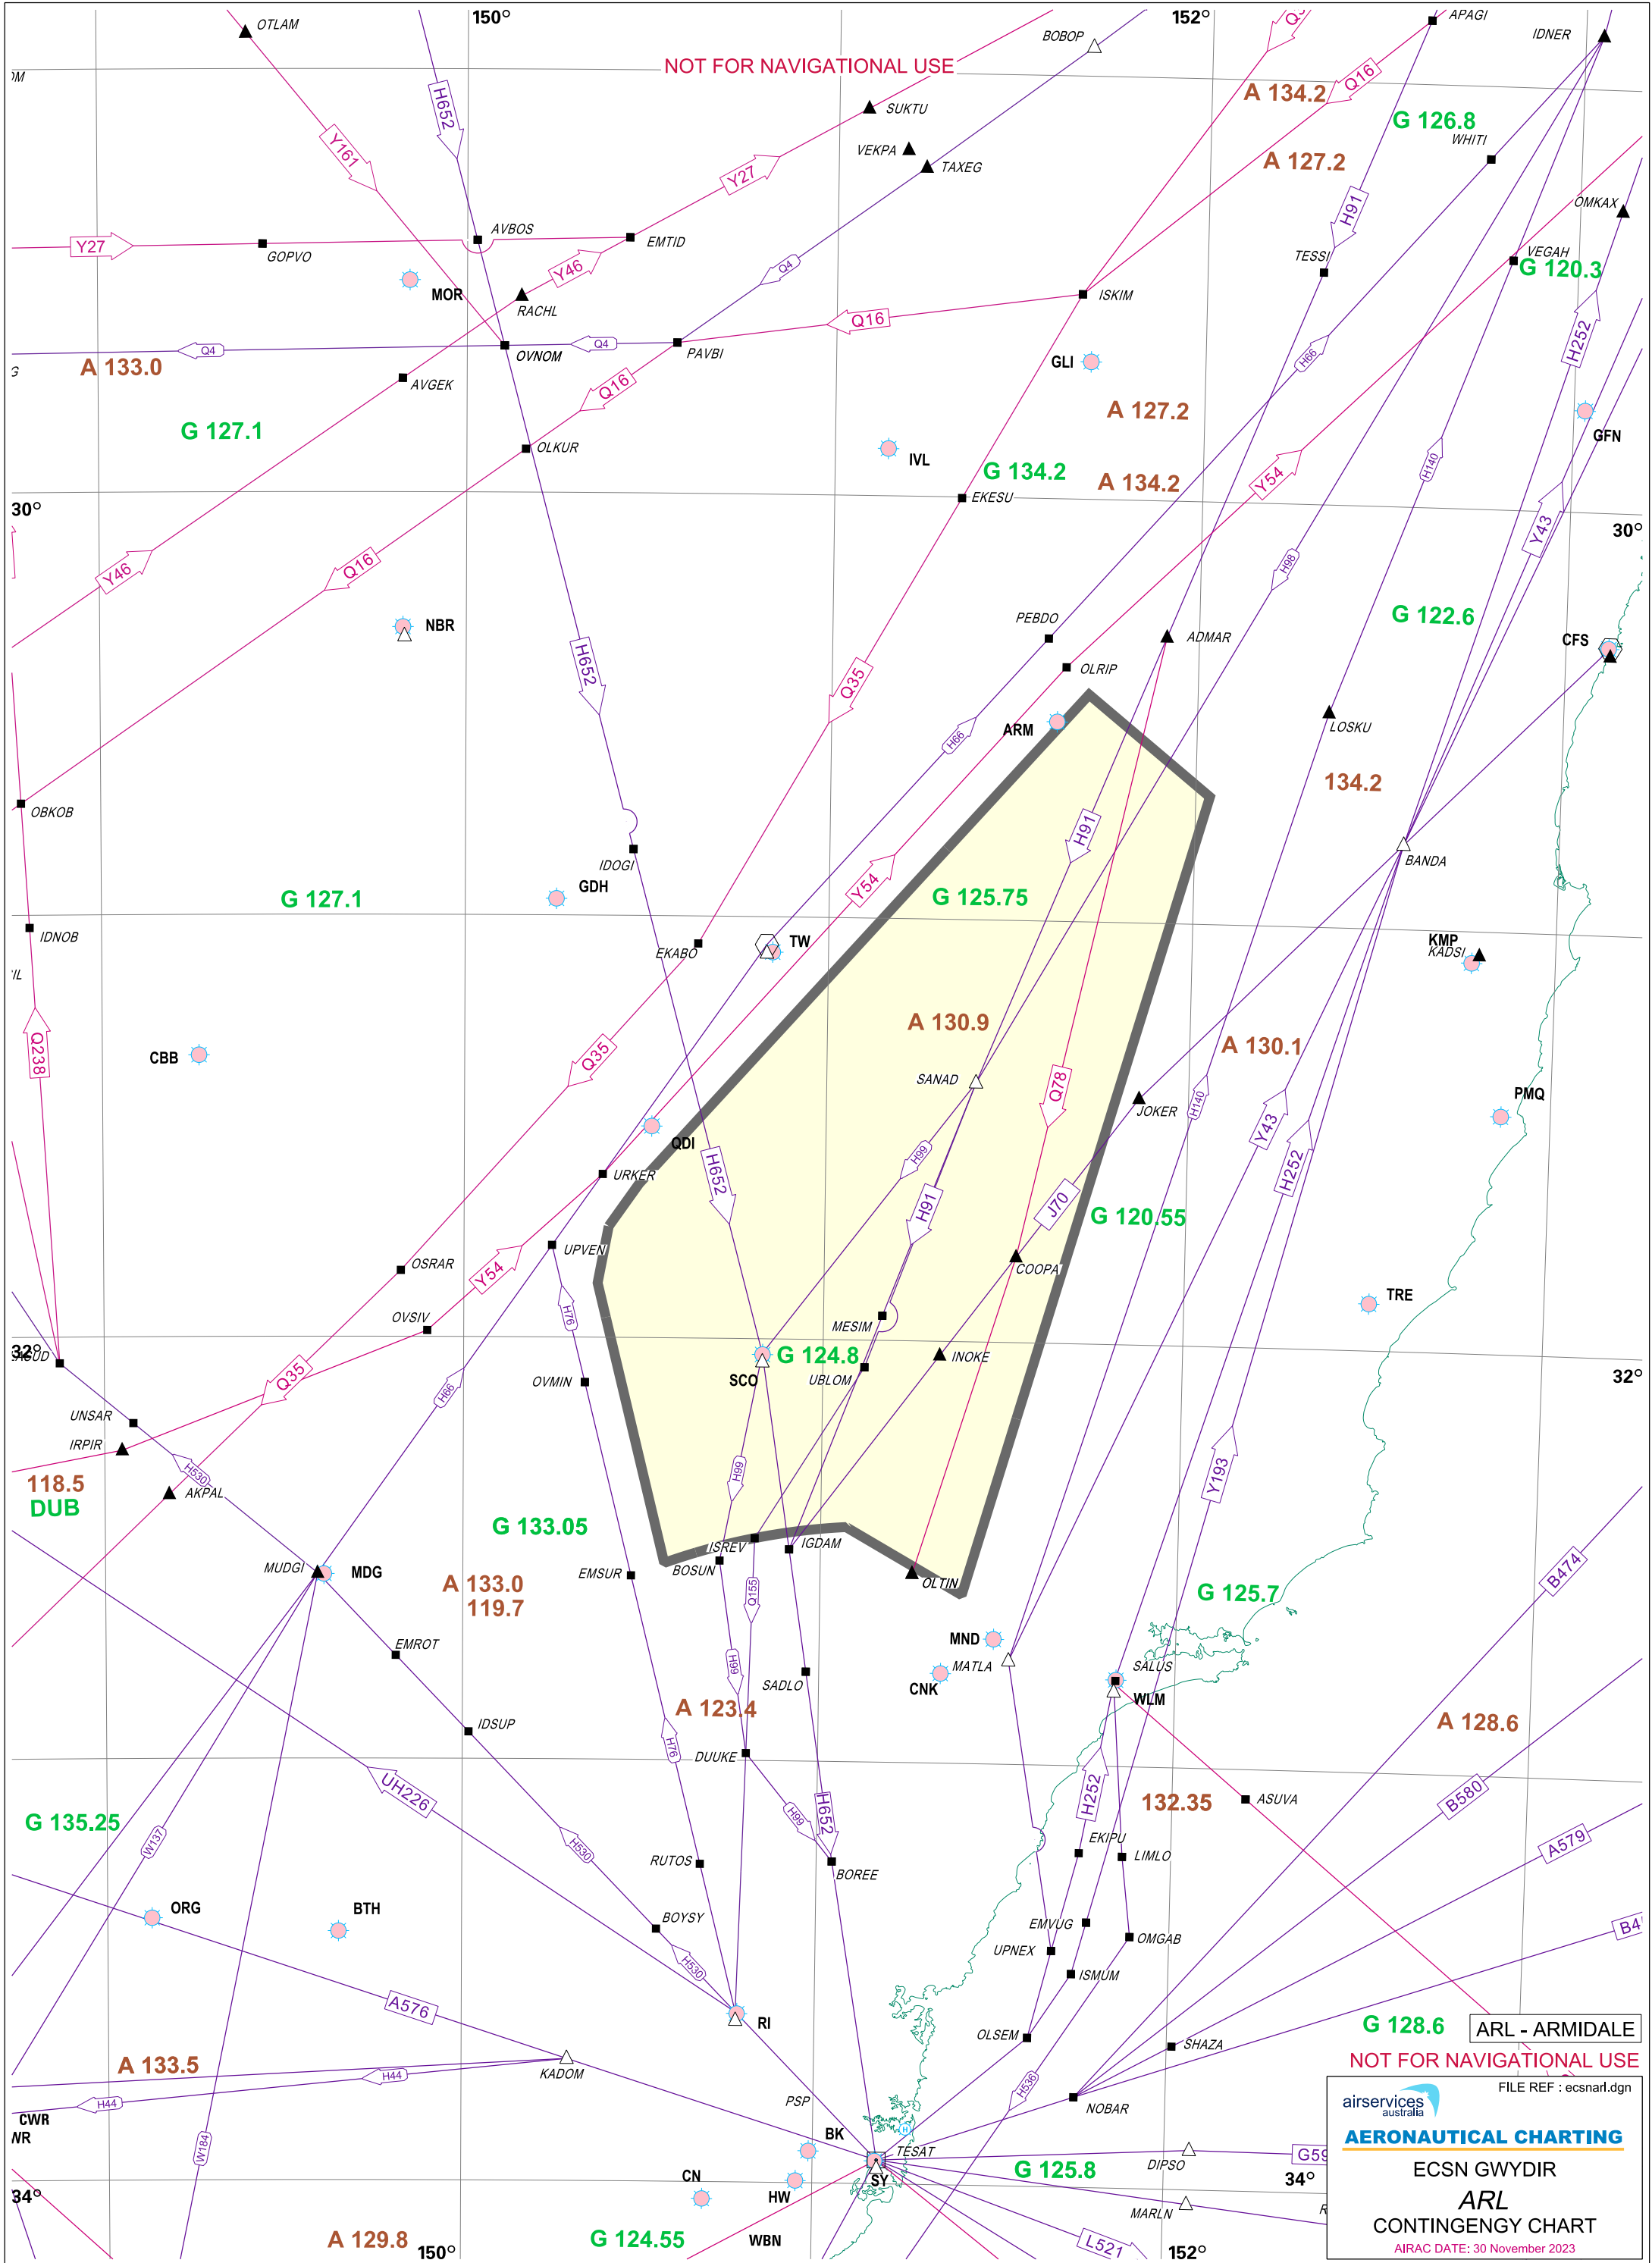 150°
152°
OTLAM
BOBOP
APAGI
IDNER
NOT FOR NAVIGATIONAL USE
H652
A 134.2
Q16
SUKTU
G 126.8
WHITI
Y161
VEKPA
TAXEG
Y27
A 127.2
OMKAX
H91
Y27
GOPVO
AVBOS
EMTID
Y46
Q4
TESSI
VEGAH
G 120.3
MOR
RACHL
ISKIM
Q16
H252
Q4
OVNOM
Q4
PAVBI
H66
A 133.0
AVGEK
GLI
Q16
A 127.2
G 127.1
GFN
OLKUR
IVL
G 134.2
A 134.2
Y54
H140
30°
EKESU
Y43
30°
Y46
Q16
H98
NBR
PEBDO
ADMAR
G 122.6
CFS
H652
OLRIP
Q35
ARM
H66
LOSKU
134.2
OBKOB
H91
IDOGI
BANDA
GDH
G 127.1
Y54
G 125.75
IDNOB
EKABO
TW
KMP
KADSI
A 130.9
A 130.1
Q238
CBB
Q35
SANAD
Q78
JOKER
H140
PMQ
Y43
QDI
H99
H652
URKER
H91
J70
H252
G 120.55
UPVEN
OSRAR
Y54
COOPA
H76
TRE
OVSIV
MESIM
32°
SCO
G 124.8
UBLOM
INOKE
32°
Q35
OVMIN
H66
UNSAR
IRPIR
H530
118.5
DUB
AKPAL
H99
Y193
G 133.05
ISREV
IGDAM
BOSUN
MUDGI
MDG
EMSUR
OLTIN
B474
A 133.0
119.7
Q155
G 125.7
MND
EMROT
MATLA
H99
SADLO
CNK
SALUS
WLM
A 123.4
IDSUP
A 128.6
H76
DUUKE
UH226
H99
H652
H252
132.35
ASUVA
B580
G 135.25
W137
H530
EKIPU
LIMLO
A579
RUTOS
BOREE
ORG
BTH
BOYSY
EMVUG
OMGAB
UPNEX
H530
ISMUM
A576
RI
OLSEM
SHAZA
G 128.6
ARL - ARMIDALE
NOT FOR NAVIGATIONAL USE
A 133.5
KADOM
H44
H44
H536
NOBAR
PSP
CWR
W184
BK
H
TESAT
DIPSO
CN
HW
SY
G 125.8
34°
34°
MARLN
WBN
A 129.8
150°
G 124.55
L521
152°
FILE REF : ecsnarl.dgn
airservices
australia
AERONAUTICAL CHARTING
ECSN GWYDIR
ARL
CONTINGENGY CHART
AIRAC DATE: 30 November 2023